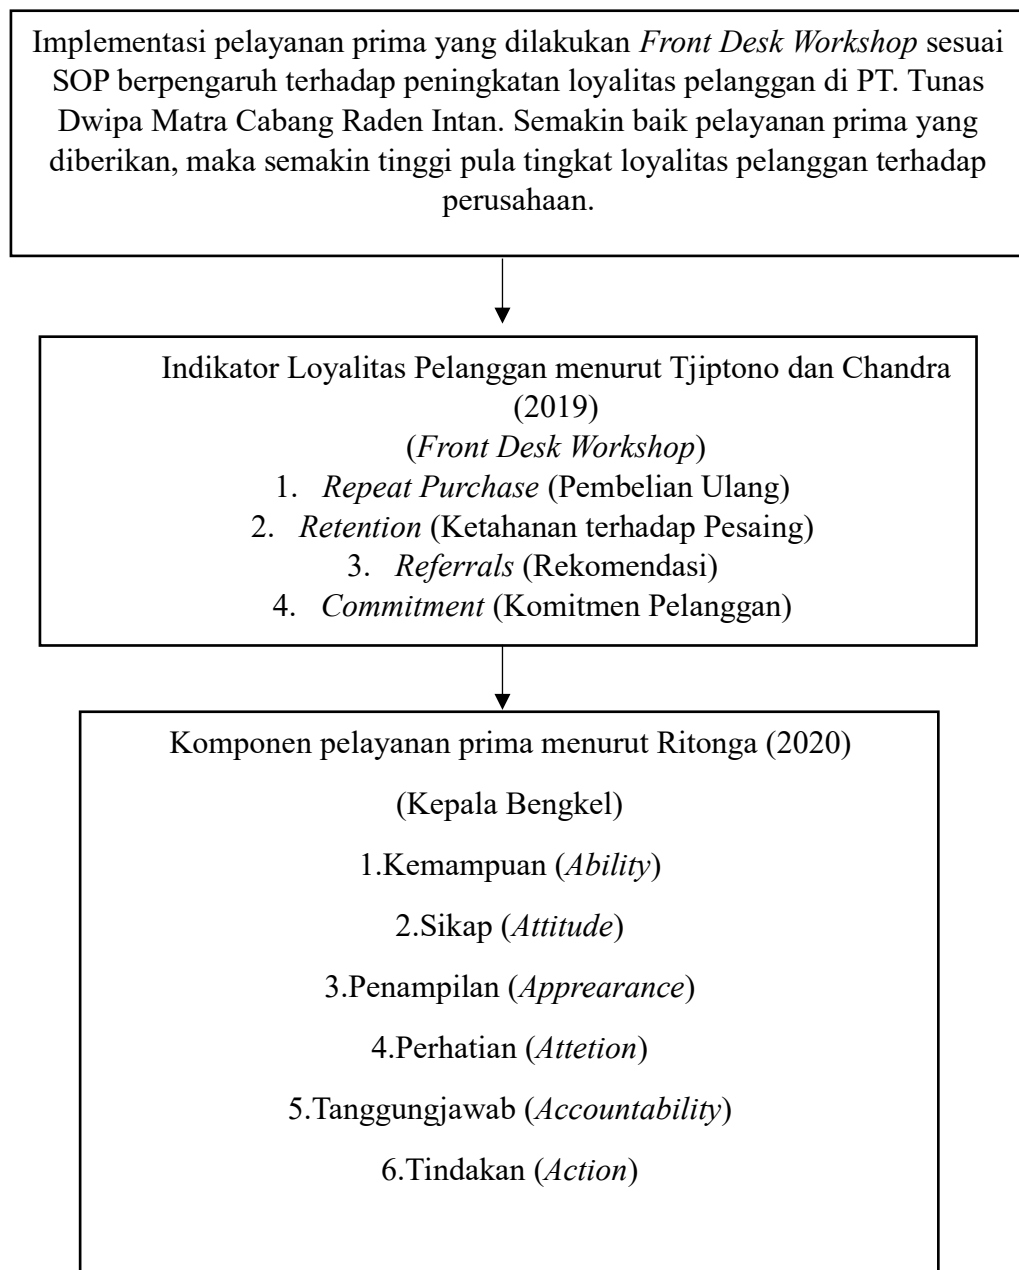 Implementasi pelayanan prima yang dilakukan Front Desk Workshop sesuai
SOP berpengaruh terhadap peningkatan loyalitas pelanggan di PT. Tunas
Dwipa Matra Cabang Raden Intan. Semakin baik pelayanan prima yang
diberikan, maka semakin tinggi pula tingkat loyalitas pelanggan terhadap
perusahaan.
Indikator Loyalitas Pelanggan menurut Tjiptono dan Chandra
(2019)
(Front Desk Workshop)
1. Repeat Purchase (Pembelian Ulang)
2. Retention (Ketahanan terhadap Pesaing)
3. Referrals (Rekomendasi)
4. Commitment (Komitmen Pelanggan)
Komponen pelayanan prima menurut Ritonga (2020)
(Kepala Bengkel)
1.Kemampuan (Ability)
2.Sikap (Attitude)
3.Penampilan (Apprearance)
4.Perhatian (Attetion)
5.Tanggungjawab (Accountability)
6.Tindakan (Action)